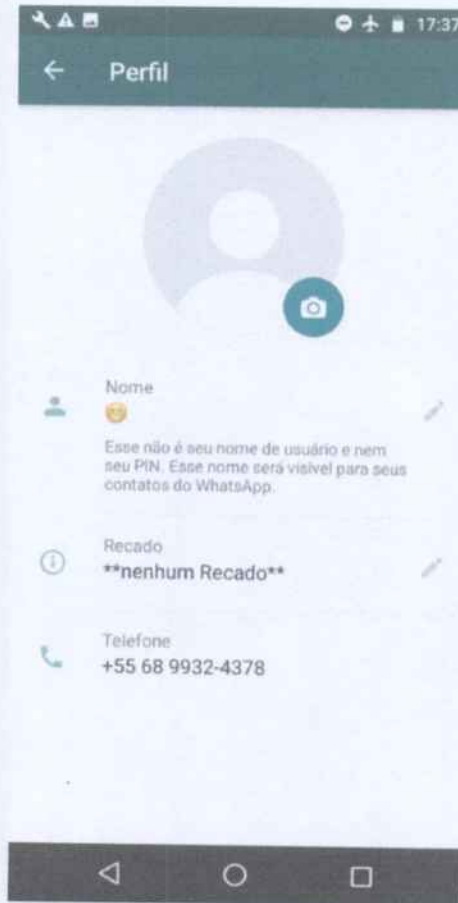 17:37
Perfil
Nome
😁
Esse não é seu nome de usuário e nem
seu PIN. Esse nome será visível para seus
contatos do WhatsApp.
Recado
**nenhum Recado**
Telefone
+55 68 9932-4378